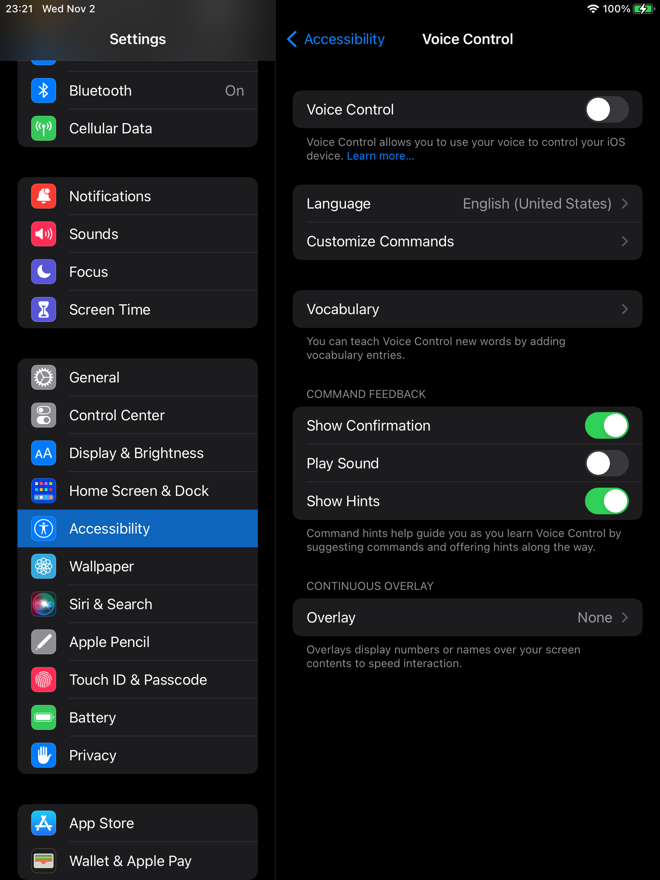 23:21 Wed Nov 2
100%
Settings
Bluetooth On
Cellular Data
Notifications
Sounds
Focus
Screen Time
General
Control Center
AA Display & Brightness
Home Screen & Dock
Accessibility
Wallpaper
Siri & Search
Apple Pencil
Touch ID & Passcode
Battery
Privacy
App Store
Wallet & Apple Pay
Accessibility
Voice Control
Voice Control
Voice Control allows you to use your voice to control your iOS
device. Learn more...
Language English (United States)
Customize Commands
Vocabulary
You can teach Voice Control new words by adding
vocabulary entries.
COMMAND FEEDBACK
Show Confirmation
Play Sound
Show Hints
Command hints help guide you as you learn Voice Control by
suggesting commands and offering hints along the way.
CONTINUOUS OVERLAY
Overlay None
Overlays display numbers or names over your screen
contents to speed interaction.